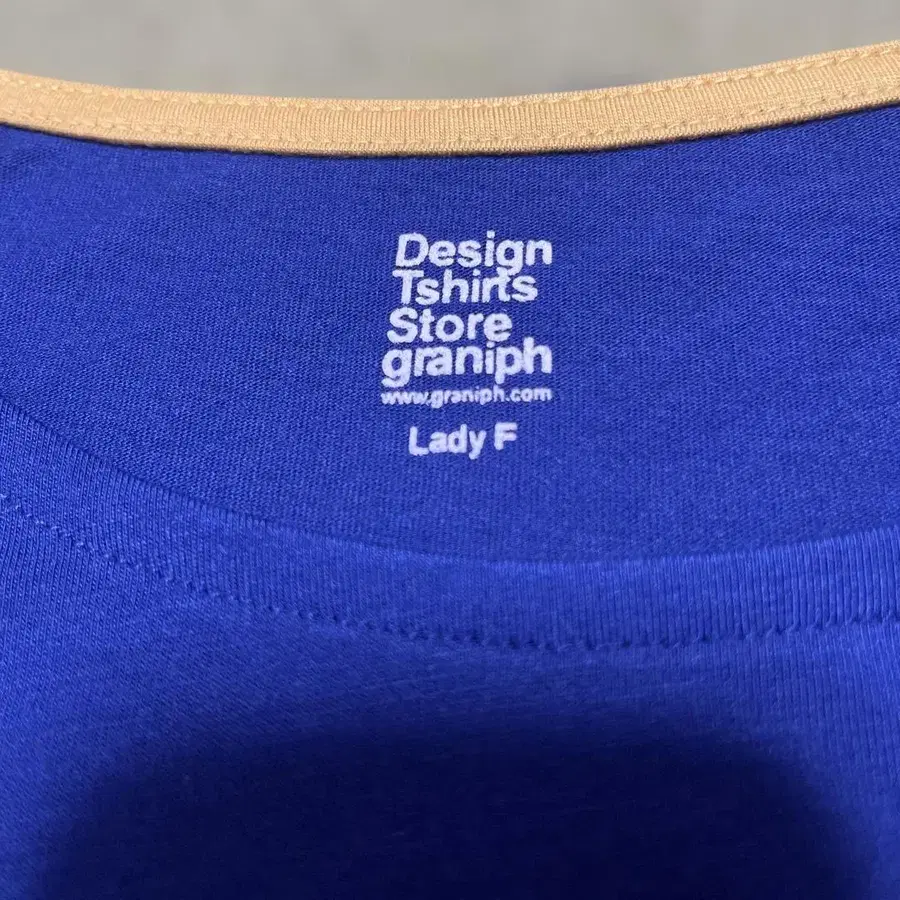 Design
Tshirts
Store
graniph
www.graniph.com
Lady F